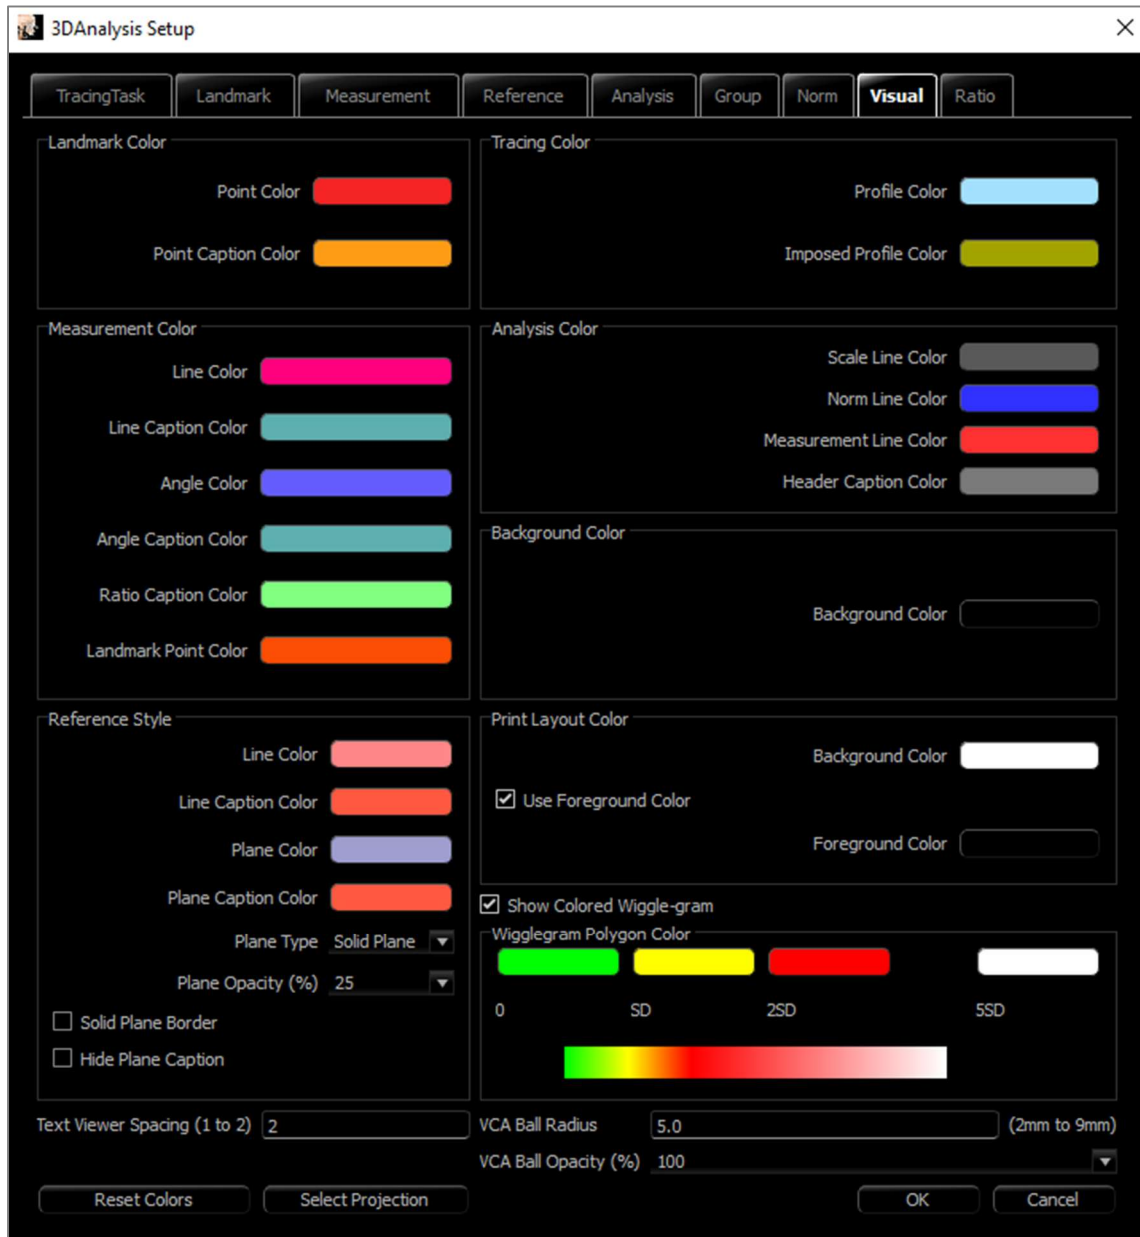 3DAnalysis Setup
TracingTask Landmark Measurement Reference Analysis Group Norm Visual Ratio
Landmark Color
Point Color
Point Caption Color
Tracing Color
Profile Color
Imposed Profile Color
Measurement Color
Line Color
Line Caption Color
Angle Color
Angle Caption Color
Ratio Caption Color
Landmark Point Color
Analysis Color
Scale Line Color
Norm Line Color
Measurement Line Color
Header Caption Color
Background Color
Background Color
Reference Style
Line Color
Line Caption Color
Plane Color
Plane Caption Color
Plane Type Solid Plane
Plane Opacity (%) 25
Solid Plane Border
Hide Plane Caption
Print Layout Color
Background Color
Use Foreground Color
Foreground Color
Show Colored Wiggle-gram
Wigglegram Polygon Color
0 SD 2SD 5SD
Text Viewer Spacing (1 to 2) 2
VCA Ball Radius 5.0 (2mm to 9mm)
VCA Ball Opacity (%) 100
Reset Colors Select Projection OK Cancel